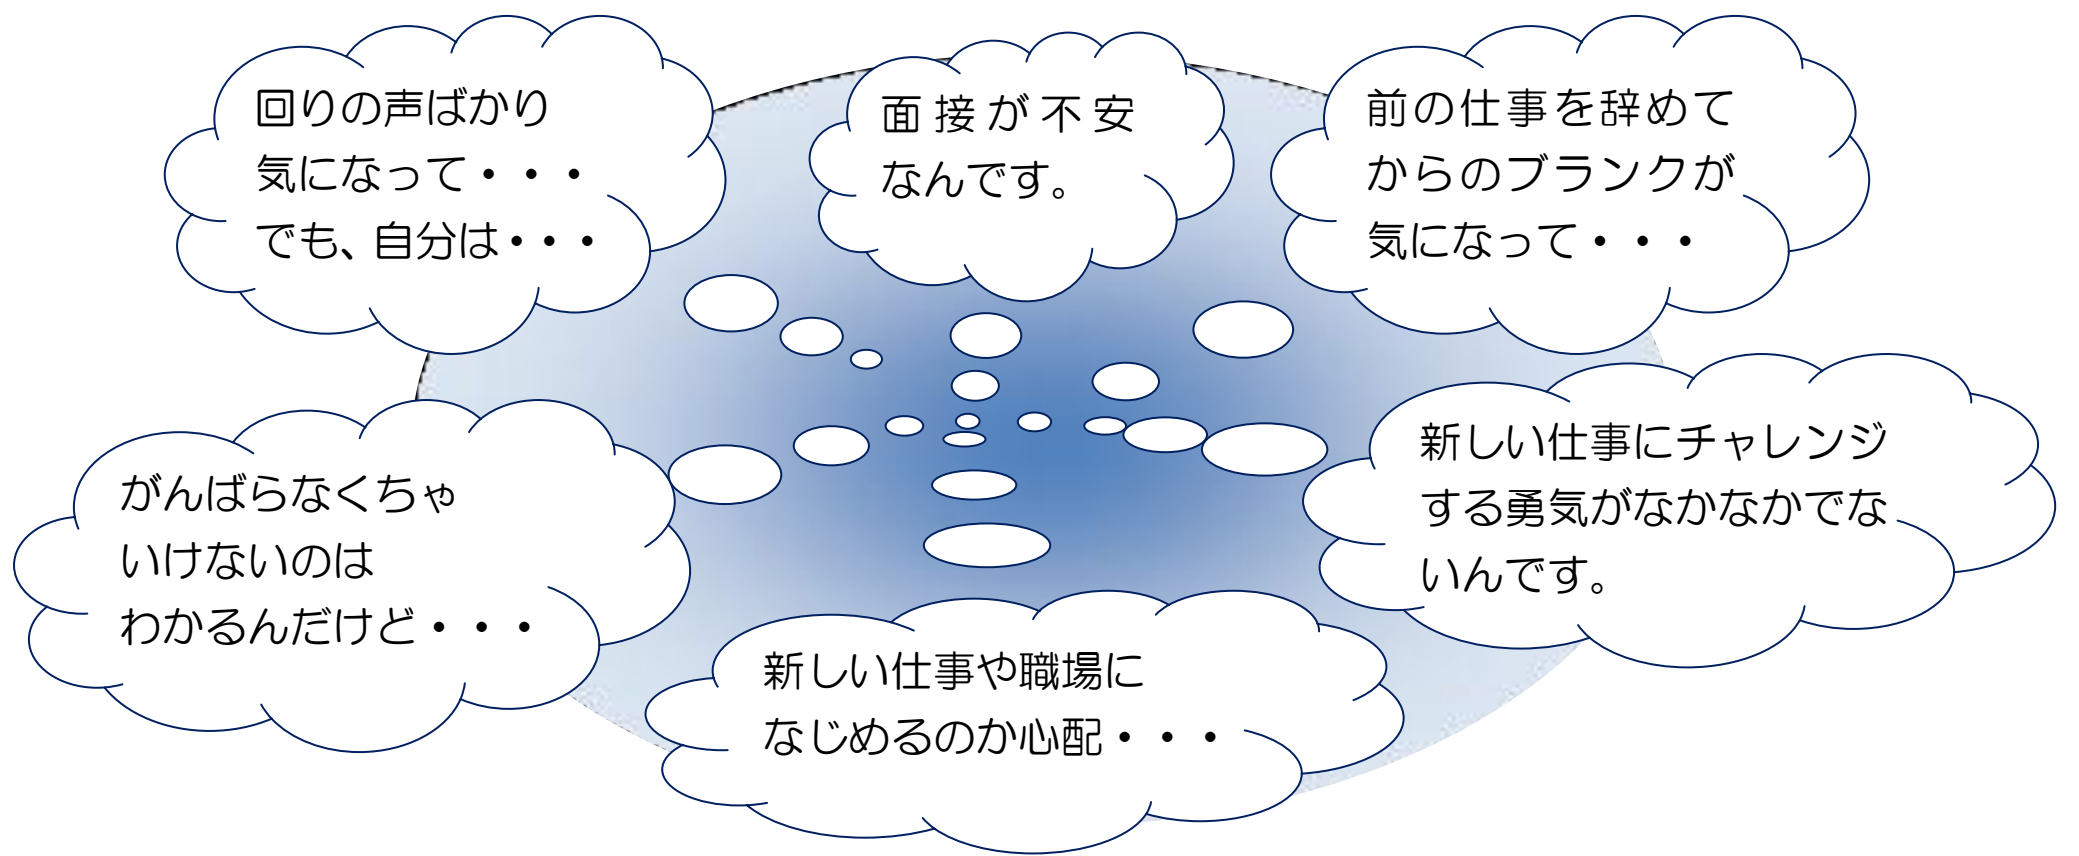 回りの声ばかり
気になって・・・
でも、自分は・・・
面接が不安
なんです。
前の仕事を辞めて
からのブランクが
気になって・・・
がんばらなくちゃ
いけないのは
わかるんだけど・・・
新しい仕事にチャレンジ
する勇気がなかなかでな
いんです。
新しい仕事や職場に
なじめるのか心配・・・